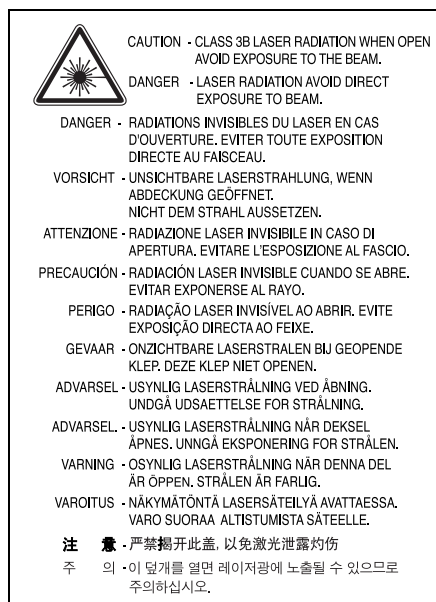 CAUTION - CLASS 3B LASER RADIATION WHEN OPEN
AVOID EXPOSURE TO THE BEAM.
DANGER - LASER RADIATION AVOID DIRECT
EXPOSURE TO BEAM.
DANGER - RADIATIONS INVISIBLES DU LASER EN CAS
D'OUVERTURE. EVITER TOUTE EXPOSITION
DIRECTE AU FAISCEAU.
VORSICHT - UNSICHTBARE LASERSTRAHLUNG, WENN
ABDECKUNG GEÖFFNET.
NICHT DEM STRAHL AUSSETZEN.
ATTENZIONE - RADIAZIONE LASER INVISIBILE IN CASO DI
APERTURA. EVITARE L'ESPOSIZIONE AL FASCIO.
PRECAUCIÓN - RADIACIÓN LASER INVISIBLE CUANDO SE ABRE.
EVITAR EXPONERSE AL RAYO.
PERIGO - RADIAÇÃO LASER INVISÍVEL AO ABRIR. EVITE
EXPOSIÇÃO DIRECTA AO FEIXE.
GEVAAR - ONZICHTBARE LASERSTRALEN BIJ GEOPENDE
KLEP. DEZE KLEP NIET OPENEN.
ADVARSEL - USYNLIG LASERSTRÅLNING VED ÅBNING.
UNDGÅ UDSAETTELSE FOR STRÅLNING.
ADVARSEL. - USYNLIG LASERSTRÅLNING NÅR DEKSEL
ÅPNES. UNNGÅ EKSPONERING FOR STRÅLEN.
VARNING - OSYNLIG LASERSTRÅLNING NÄR DENNA DEL
ÄR ÖPPEN. STRÅLEN ÄR FARLIG.
VAROITUS - NÄKYMÄTÖNTÄ LASERSÄTEILYÄ AVATTAESSA.
VARO SUORAA ALTISTUMISTA SÄTEELLE.
注 意 - 严禁揭开此盖, 以免激光泄露灼伤
주 의 - 이 덮개를 열면 레이저광에 노출될 수 있으므로
주의하십시오.